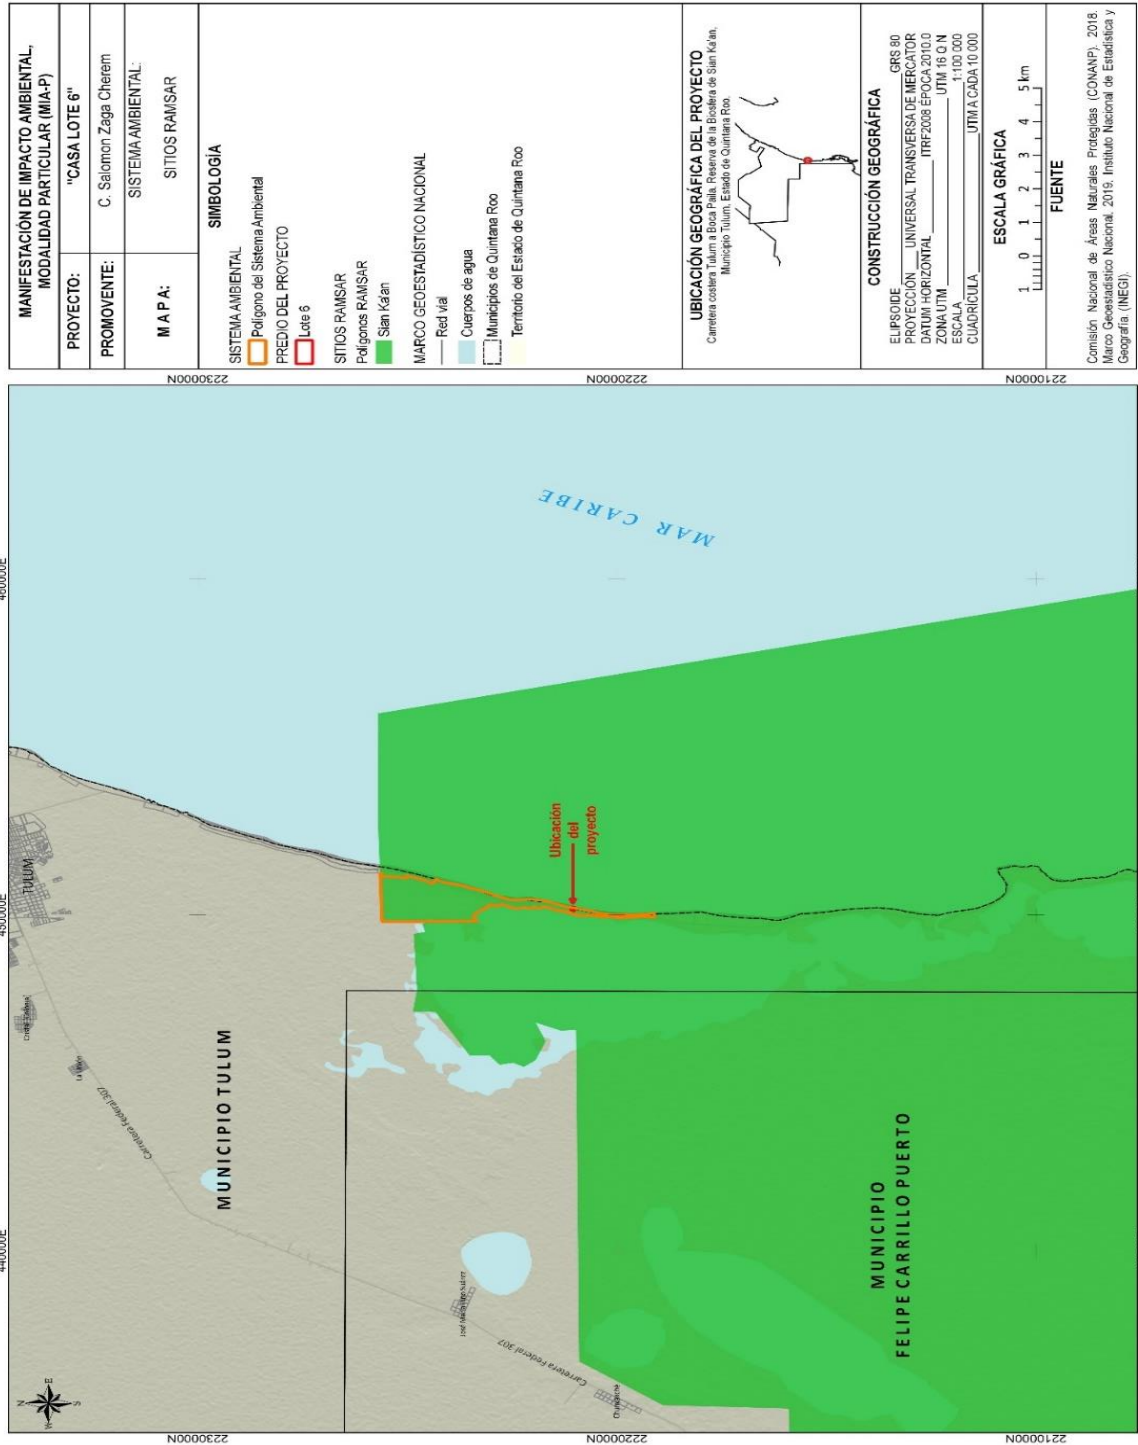 MANIFESTACIÓN DE IMPACTO AMBIENTAL,
MODALIDAD PARTICULAR (MIA-P)
PROYECTO: "CASA LOTE 6"
PROMOVENTE: C. Salomon Zaga Cherem
MAPA: SISTEMA AMBIENTAL:
SITIOS RAMSAR
SIMBOLOGÍA
SISTEMA AMBIENTAL
Polígono del Sistema Ambiental
PREDIO DEL PROYECTO
Lote 6
SITIOS RAMSAR
Polígonos RAMSAR
Sian Ka'an
MARCO GEOESTADÍSTICO NACIONAL
Red vial
Cuerpos de agua
Municipios de Quintana Roo
Territorio del Estado de Quintana Roo
UBICACIÓN GEOGRÁFICA DEL PROYECTO
Carretera costera Tulum a Boca Paila, Reserva de la Biosfera de Sian Ka'an,
Municipio Tulum, Estado de Quintana Roo.
CONSTRUCCIÓN GEOGRÁFICA
ELIPSOIDE GRS 80
PROYECCIÓN UNIVERSAL TRANSVERSA DE MERCATOR
DATUM HORIZONTAL ITRF2008 ÉPOCA 2010.0
ZONA UTM UTM 16 Q N
ESCALA 1:100 000
CUADRÍCULA UTM A CADA 10 000
ESCALA GRÁFICA
1 0 1 2 3 4 5 km
FUENTE
Comisión Nacional de Áreas Naturales Protegidas (CONANP). 2018.
Marco Geoestadístico Nacional, 2019, Instituto Nacional de Estadística y
Geografía. (INEGI).
440000E
450000E
460000E
2230000N
2220000N
2210000N
2230000N
2220000N
2210000N
N
E
S
W
TULUM
La Unión
Carretera Federal 307
MUNICIPIO TULUM
MAR CARIBE
Ubicación
del
proyecto
Carretera Federal 307
Chumpetché
MUNICIPIO
FELIPE CARRILLO PUERTO